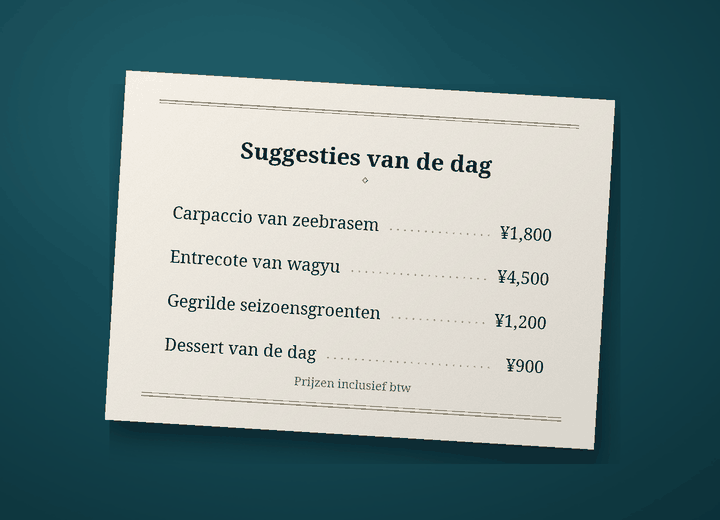 Suggesties van de dag
Carpaccio van zeebrasem ¥1,800
Entrecote van wagyu ¥4,500
Gegrilde seizoensgroenten ¥1,200
Dessert van de dag ¥900
Prijzen inclusief btw